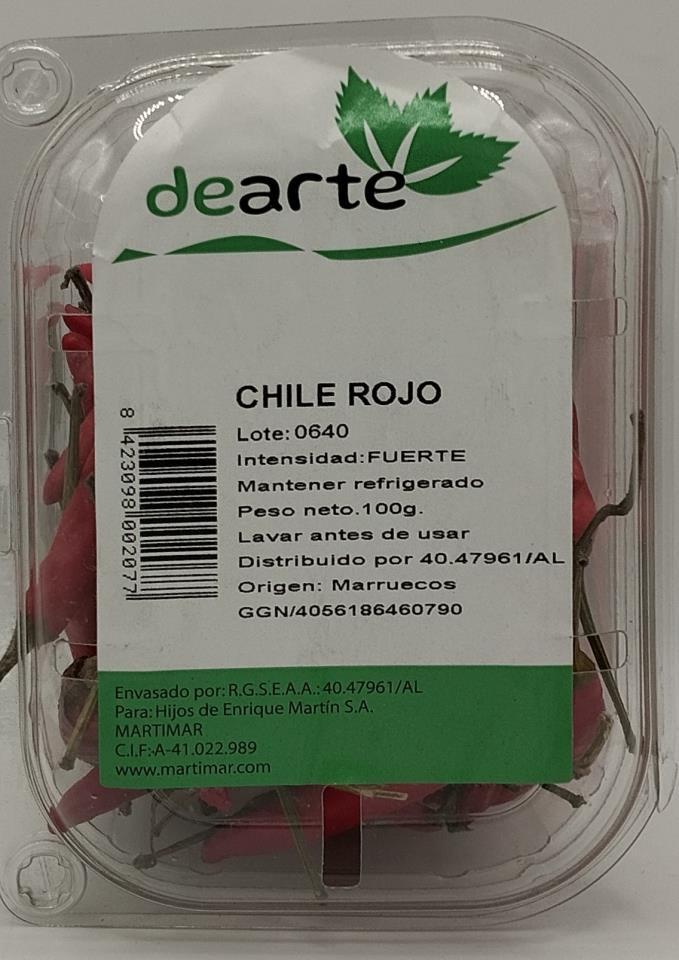 dearte
CHILE ROJO
Lote: 0640
Intensidad:FUERTE
Mantener refrigerado
Peso neto.100g.
Lavar antes de usar
Distribuido por 40.47961/AL
Origen: Marruecos
GGN/4056186460790
8 423098 002077
Envasado por: R.G.S.E.A.A.: 40.47961/AL
Para: Hijos de Enrique Martín S.A.
MARTIMAR
C.I.F:-A-41.022.989
www.martimar.com